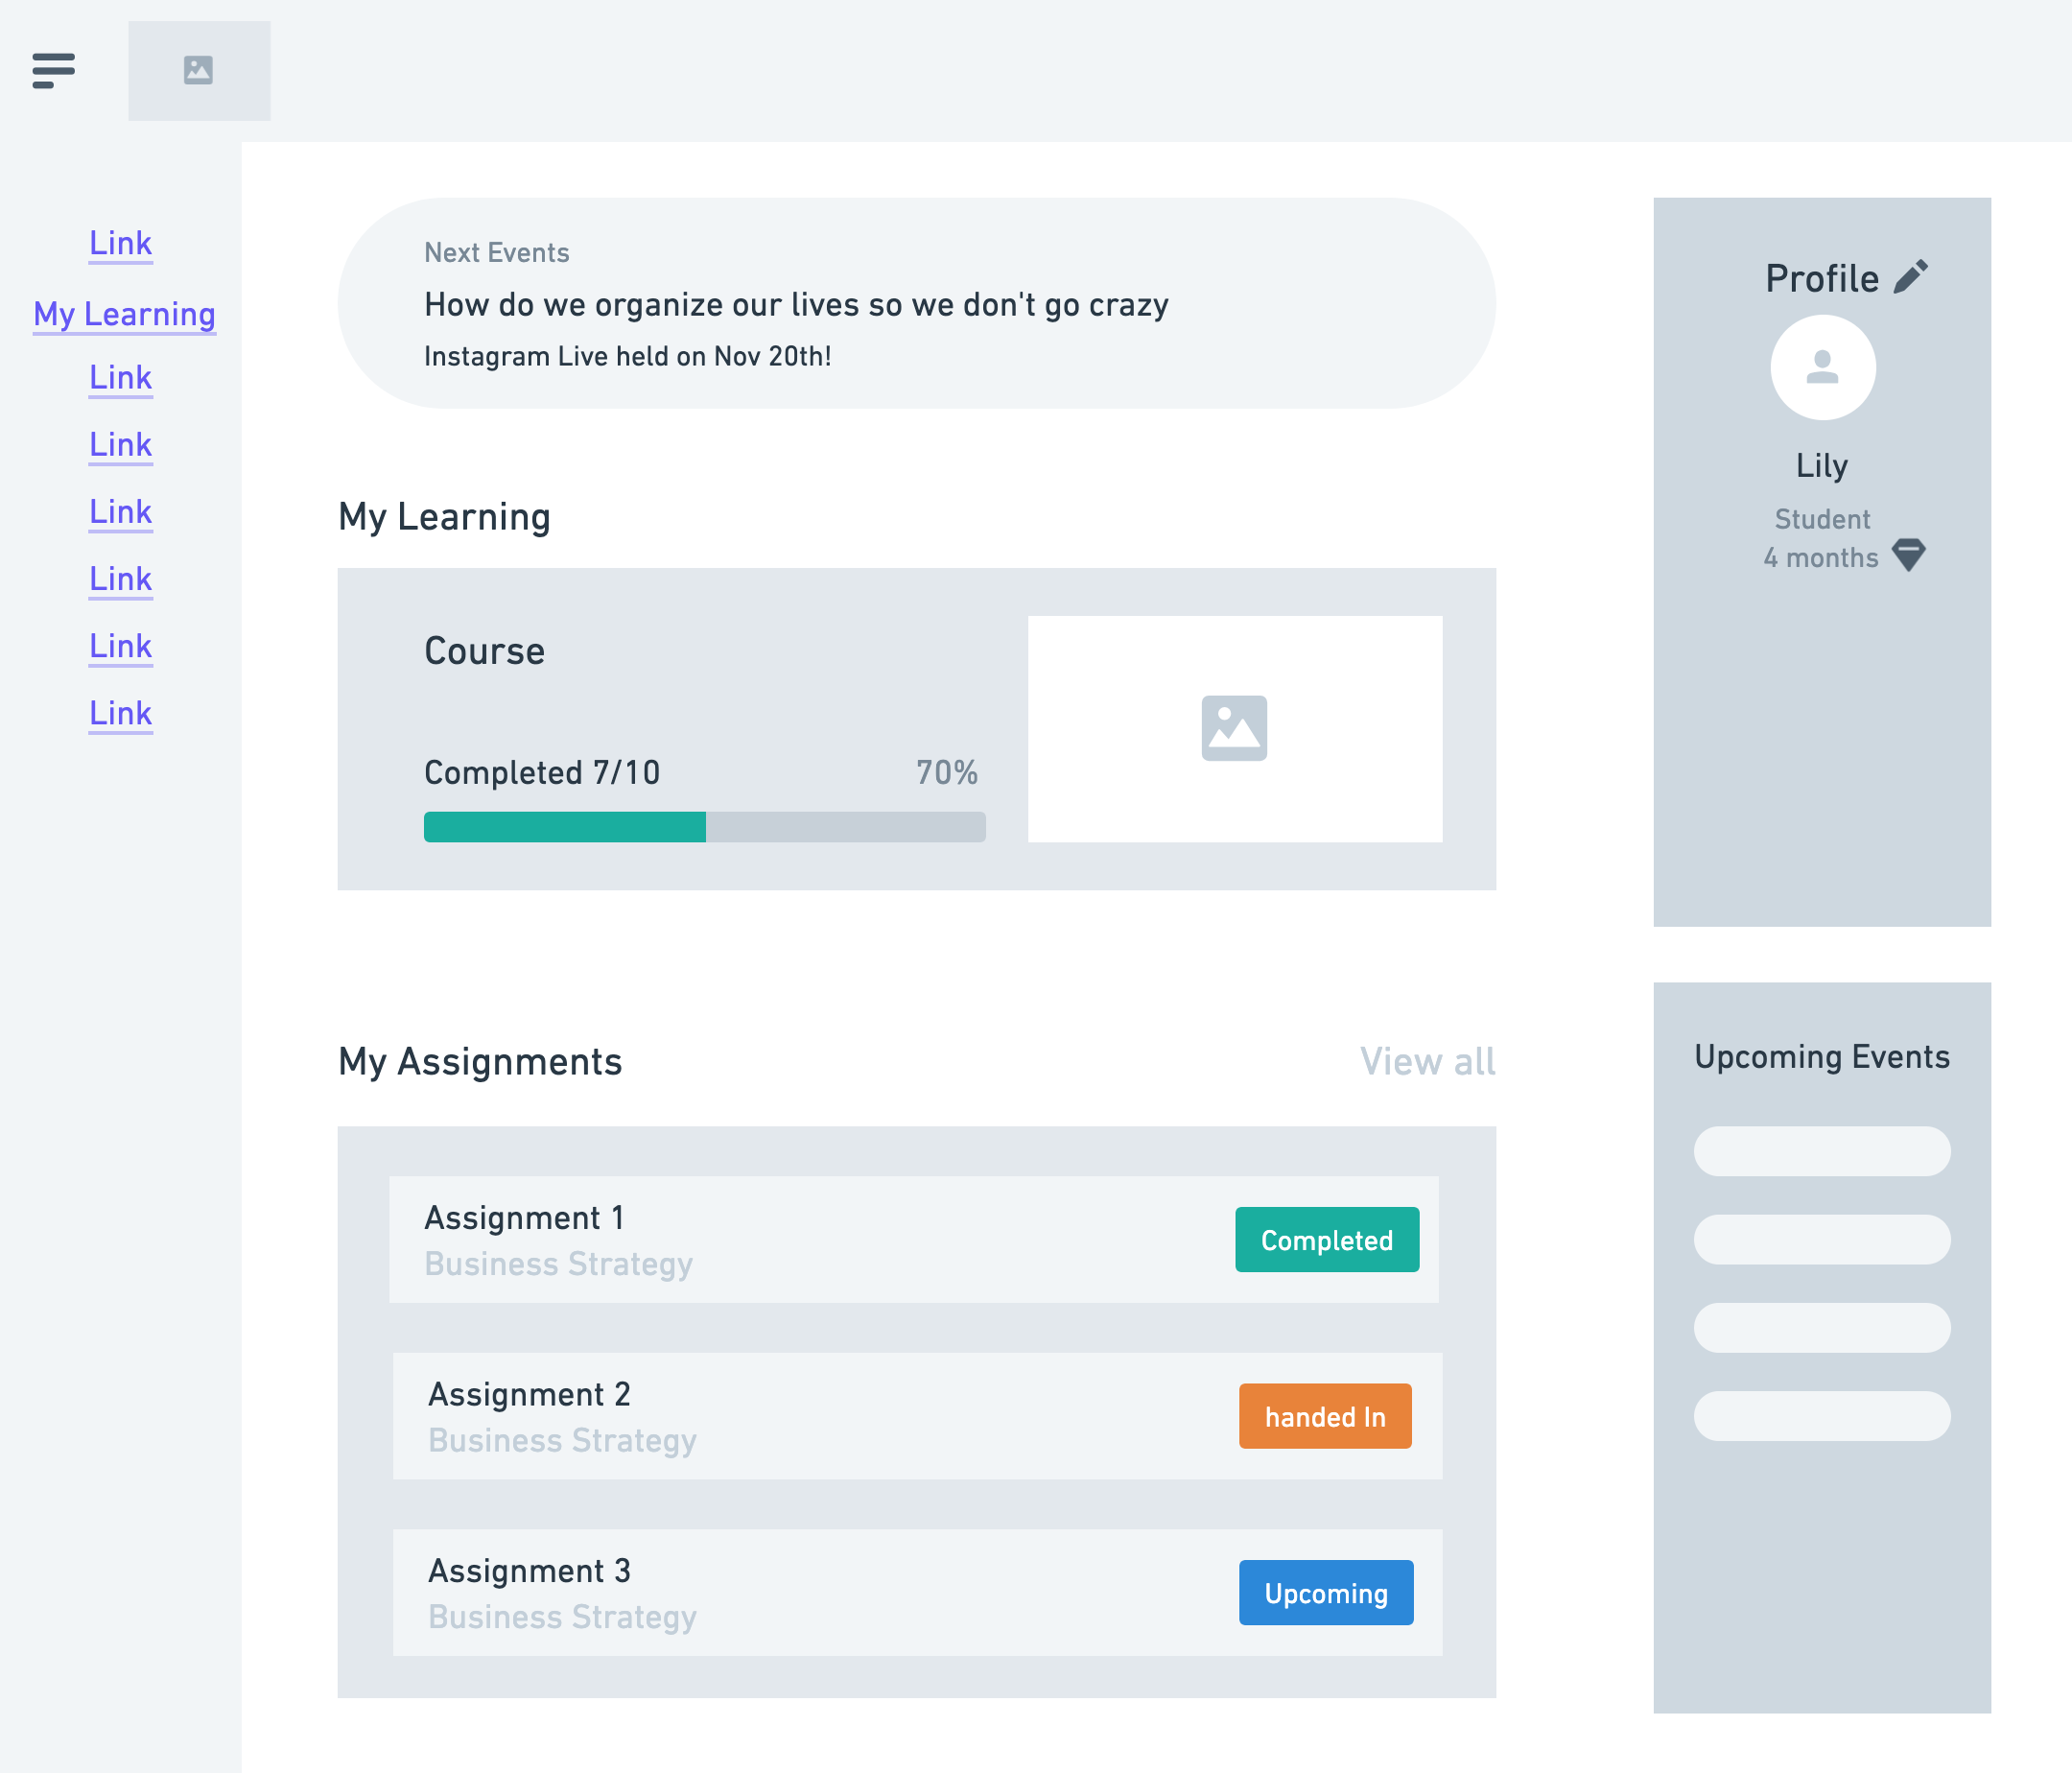 Link
My Learning
Link
Link
Link
Link
Link
Link
Next Events
How do we organize our lives so we don't go crazy
Instagram Live held on Nov 20th!
My Learning
Course
Completed 7/10
70%
My Assignments
View all
Assignment 1
Business Strategy
Completed
Assignment 2
Business Strategy
handed In
Assignment 3
Business Strategy
Upcoming
Profile
Lily
Student
4 months
Upcoming Events